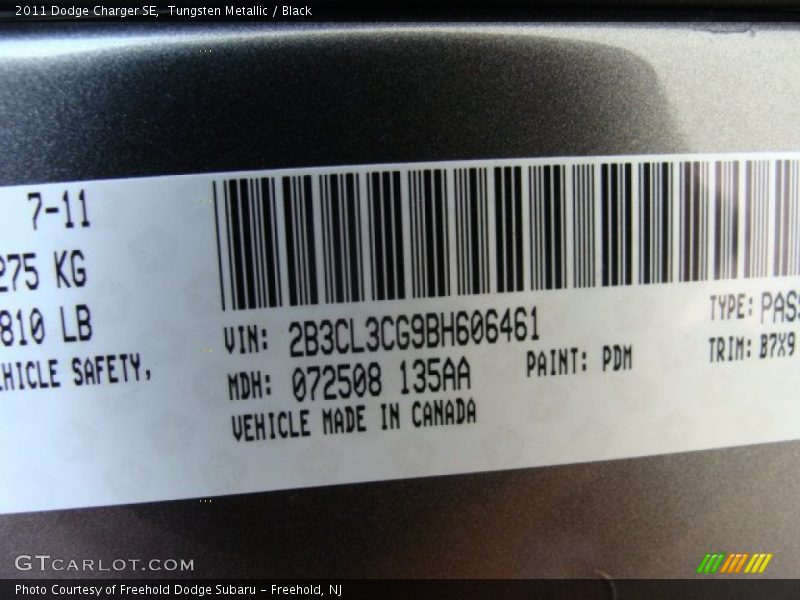 2011 Dodge Charger SE, Tungsten Metallic / Black
7-11
275 KG
810 LB
VEHICLE SAFETY,
VIN: 2B3CL3CG9BH606461
MDH: 072508 135AA
VEHICLE MADE IN CANADA
PAINT: PDM
TYPE: PASS
TRIM: B7X9
GTCARLOT.COM
Photo Courtesy of Freehold Dodge Subaru - Freehold, NJ